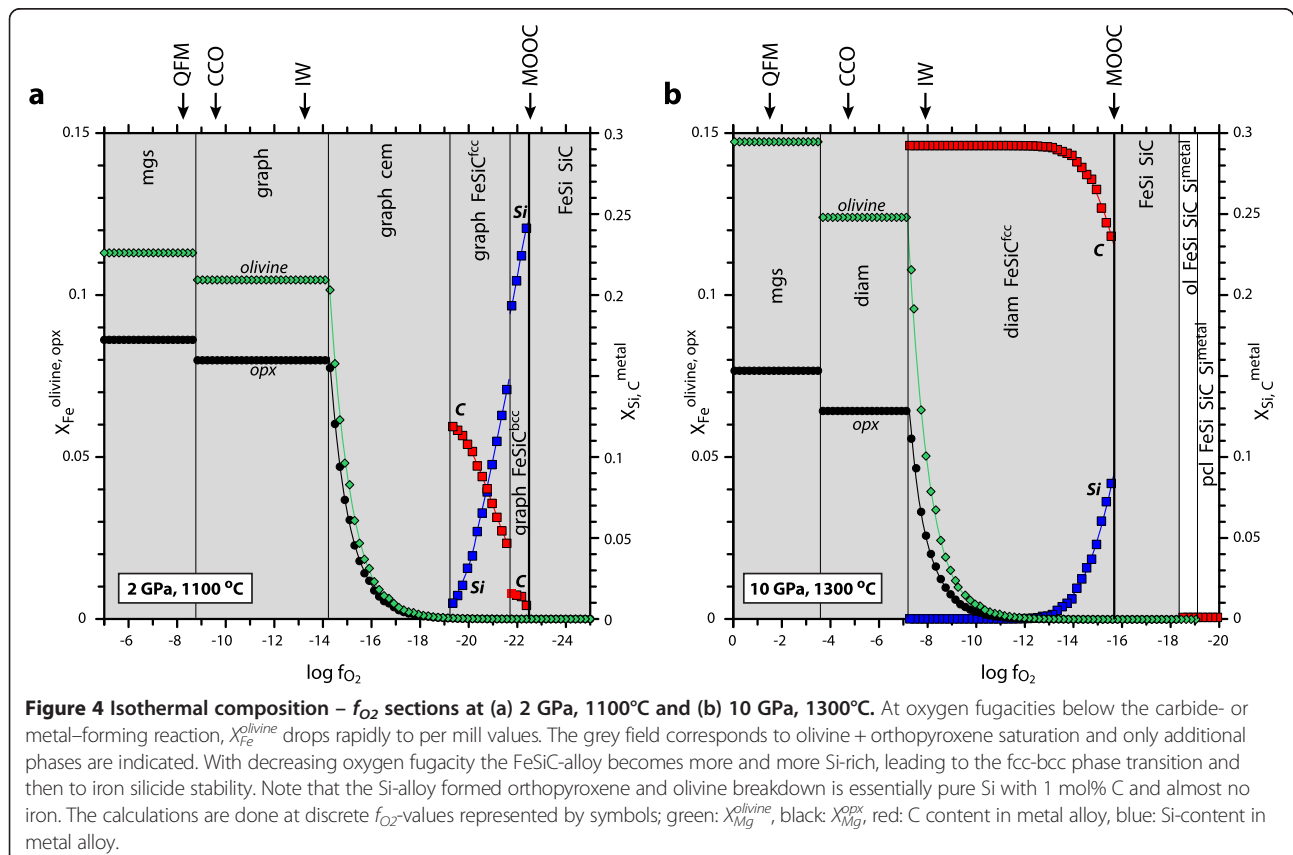 QFM
CCO
IW
MOOC
a
0.15
0.1
0.05
0
X_Fe^olivine, opx
0.3
0.25
0.2
0.15
0.1
0.05
0
X_Si, C^metal
mgs
graph
graph cem
graph FeSiC^fcc
graph FeSiC^bcc
FeSi SiC
olivine
opx
C
Si
Si
C
2 GPa, 1100 °C
-6 -8 -10 -12 -14 -16 -18 -20 -22 -24
log f_O2
QFM
CCO
IW
MOOC
b
0.15
0.1
0.05
0
X_Fe^olivine, opx
0.3
0.25
0.2
0.15
0.1
0.05
0
X_Si, C^metal
mgs
diam
diam FeSiC^fcc
FeSi SiC
ol FeSi SiC Si^metal
pcl FeSi SiC Si^metal
olivine
opx
C
Si
10 GPa, 1300 °C
0 -2 -4 -6 -8 -10 -12 -14 -16 -18 -20
log f_O2
Figure 4 Isothermal composition – f_O2 sections at (a) 2 GPa, 1100°C and (b) 10 GPa, 1300°C. At oxygen fugacities below the carbide- or
metal–forming reaction, X_Fe^olivine drops rapidly to per mill values. The grey field corresponds to olivine + orthopyroxene saturation and only additional
phases are indicated. With decreasing oxygen fugacity the FeSiC-alloy becomes more and more Si-rich, leading to the fcc-bcc phase transition and
then to iron silicide stability. Note that the Si-alloy formed orthopyroxene and olivine breakdown is essentially pure Si with 1 mol% C and almost no
iron. The calculations are done at discrete f_O2-values represented by symbols; green: X_Mg^olivine, black: X_Mg^opx, red: C content in metal alloy, blue: Si-content in
metal alloy.